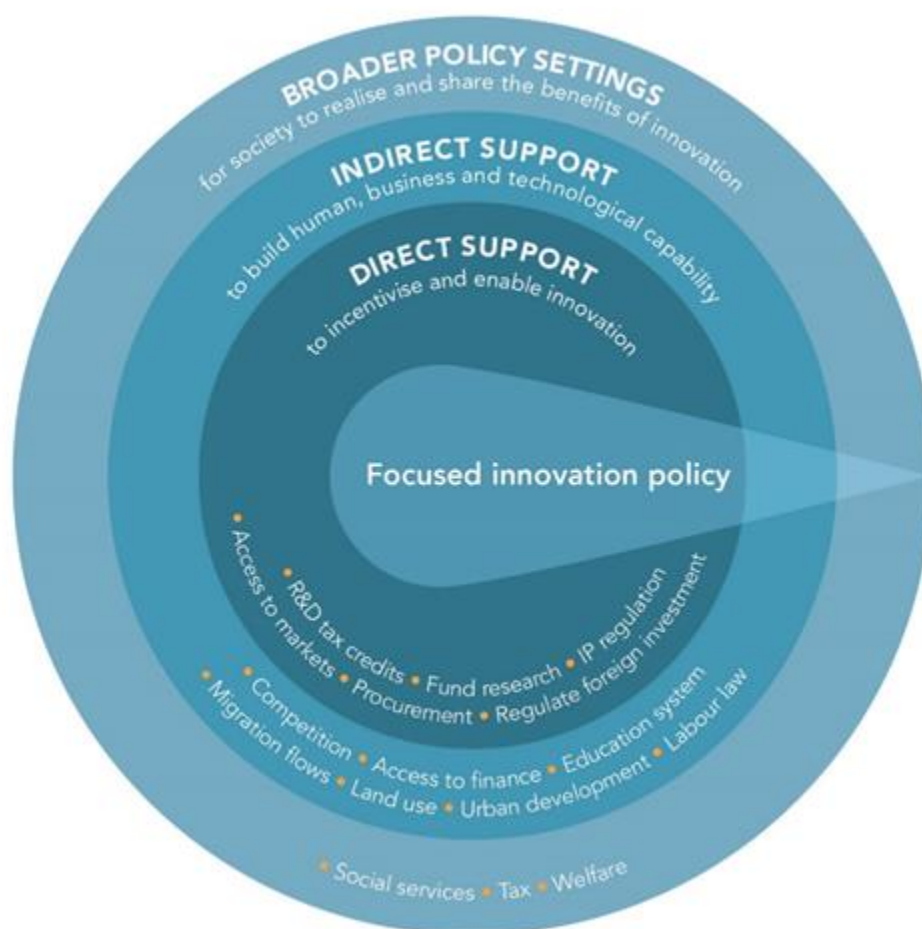 BROADER POLICY SETTINGS
for society to realise and share the benefits of innovation
INDIRECT SUPPORT
to build human, business and technological capability
DIRECT SUPPORT
to incentivise and enable innovation
Focused innovation policy
• R&D tax credits • Fund research • IP regulation
• Access to markets • Procurement • Regulate foreign investment
• Competition • Access to finance • Education system
• Migration flows • Land use • Urban development • Labour law
• Social services • Tax • Welfare